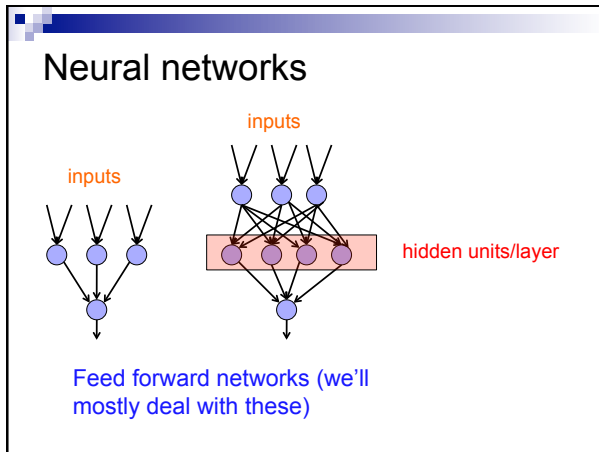 Neural networks
inputs
inputs
hidden units/layer
Feed forward networks (we'll
mostly deal with these)